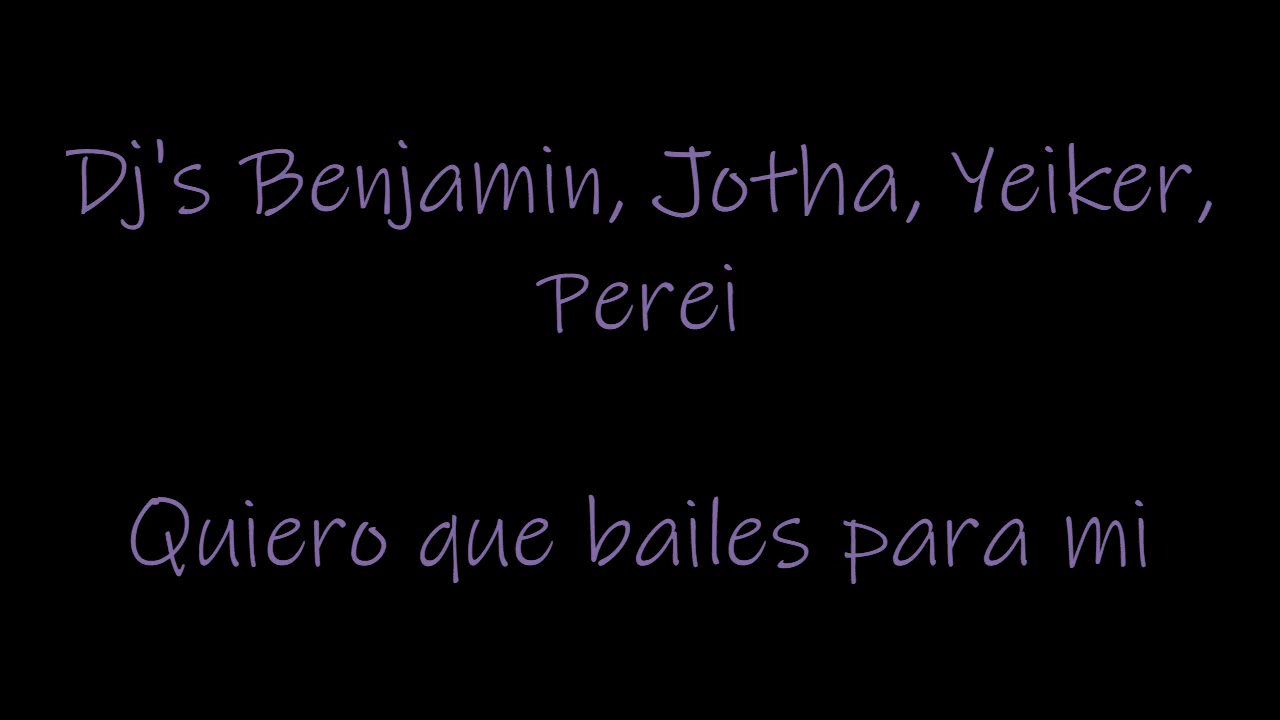 Dj's Benjamin, Jotha, Yeiker,
Perei
Quiero que bailes para mi